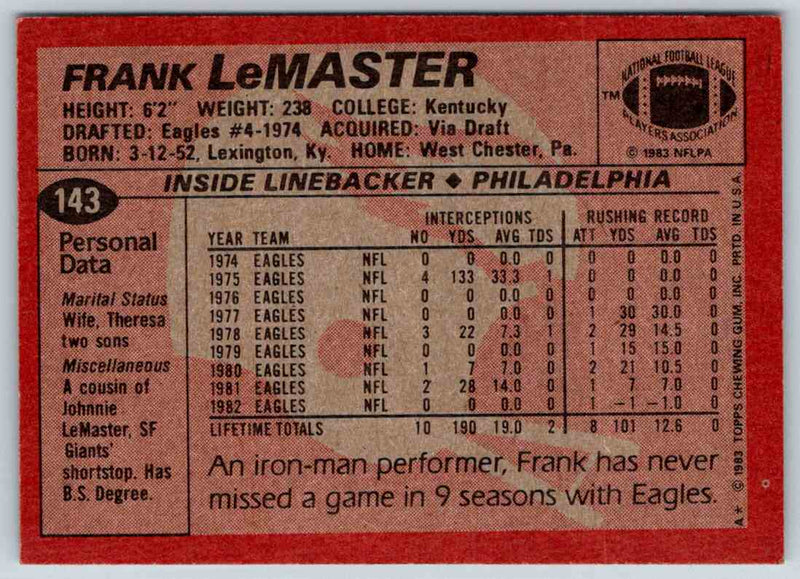 FRANK LeMASTER
HEIGHT: 6'2" WEIGHT: 238 COLLEGE: Kentucky
DRAFTED: Eagles #4-1974 ACQUIRED: Via Draft
BORN: 3-12-52, Lexington, Ky. HOME: West Chester, Pa.
NATIONAL FOOTBALL LEAGUE
PLAYERS ASSOCIATION
TM
© 1983 NFLPA
143
INSIDE LINEBACKER ♦ PHILADELPHIA
Personal
Data
Marital Status
Wife, Theresa
two sons
Miscellaneous
A cousin of
Johnnie
LeMaster, SF
Giants'
shortstop. Has
B.S. Degree.
INTERCEPTIONS RUSHING RECORD
YEAR TEAM NO YDS AVG TDS ATT YDS AVG TDS
1974 EAGLES NFL 0 0 0.0 0 0 0 0.0 0
1975 EAGLES NFL 4 133 33.3 1 0 0 0.0 0
1976 EAGLES NFL 0 0 0.0 0 0 0 0.0 0
1977 EAGLES NFL 0 0 0.0 0 1 30 30.0 0
1978 EAGLES NFL 3 22 7.3 1 2 29 14.5 0
1979 EAGLES NFL 0 0 0.0 0 1 15 15.0 0
1980 EAGLES NFL 1 7 7.0 0 2 21 10.5 0
1981 EAGLES NFL 2 28 14.0 0 1 7 7.0 0
1982 EAGLES NFL 0 0 0.0 0 1 -1 -1.0 0
LIFETIME TOTALS 10 190 19.0 2 8 101 12.6 0
An iron-man performer, Frank has never
missed a game in 9 seasons with Eagles.
A* © 1983 TOPPS CHEWING GUM, INC. PRTD. IN U.S.A.